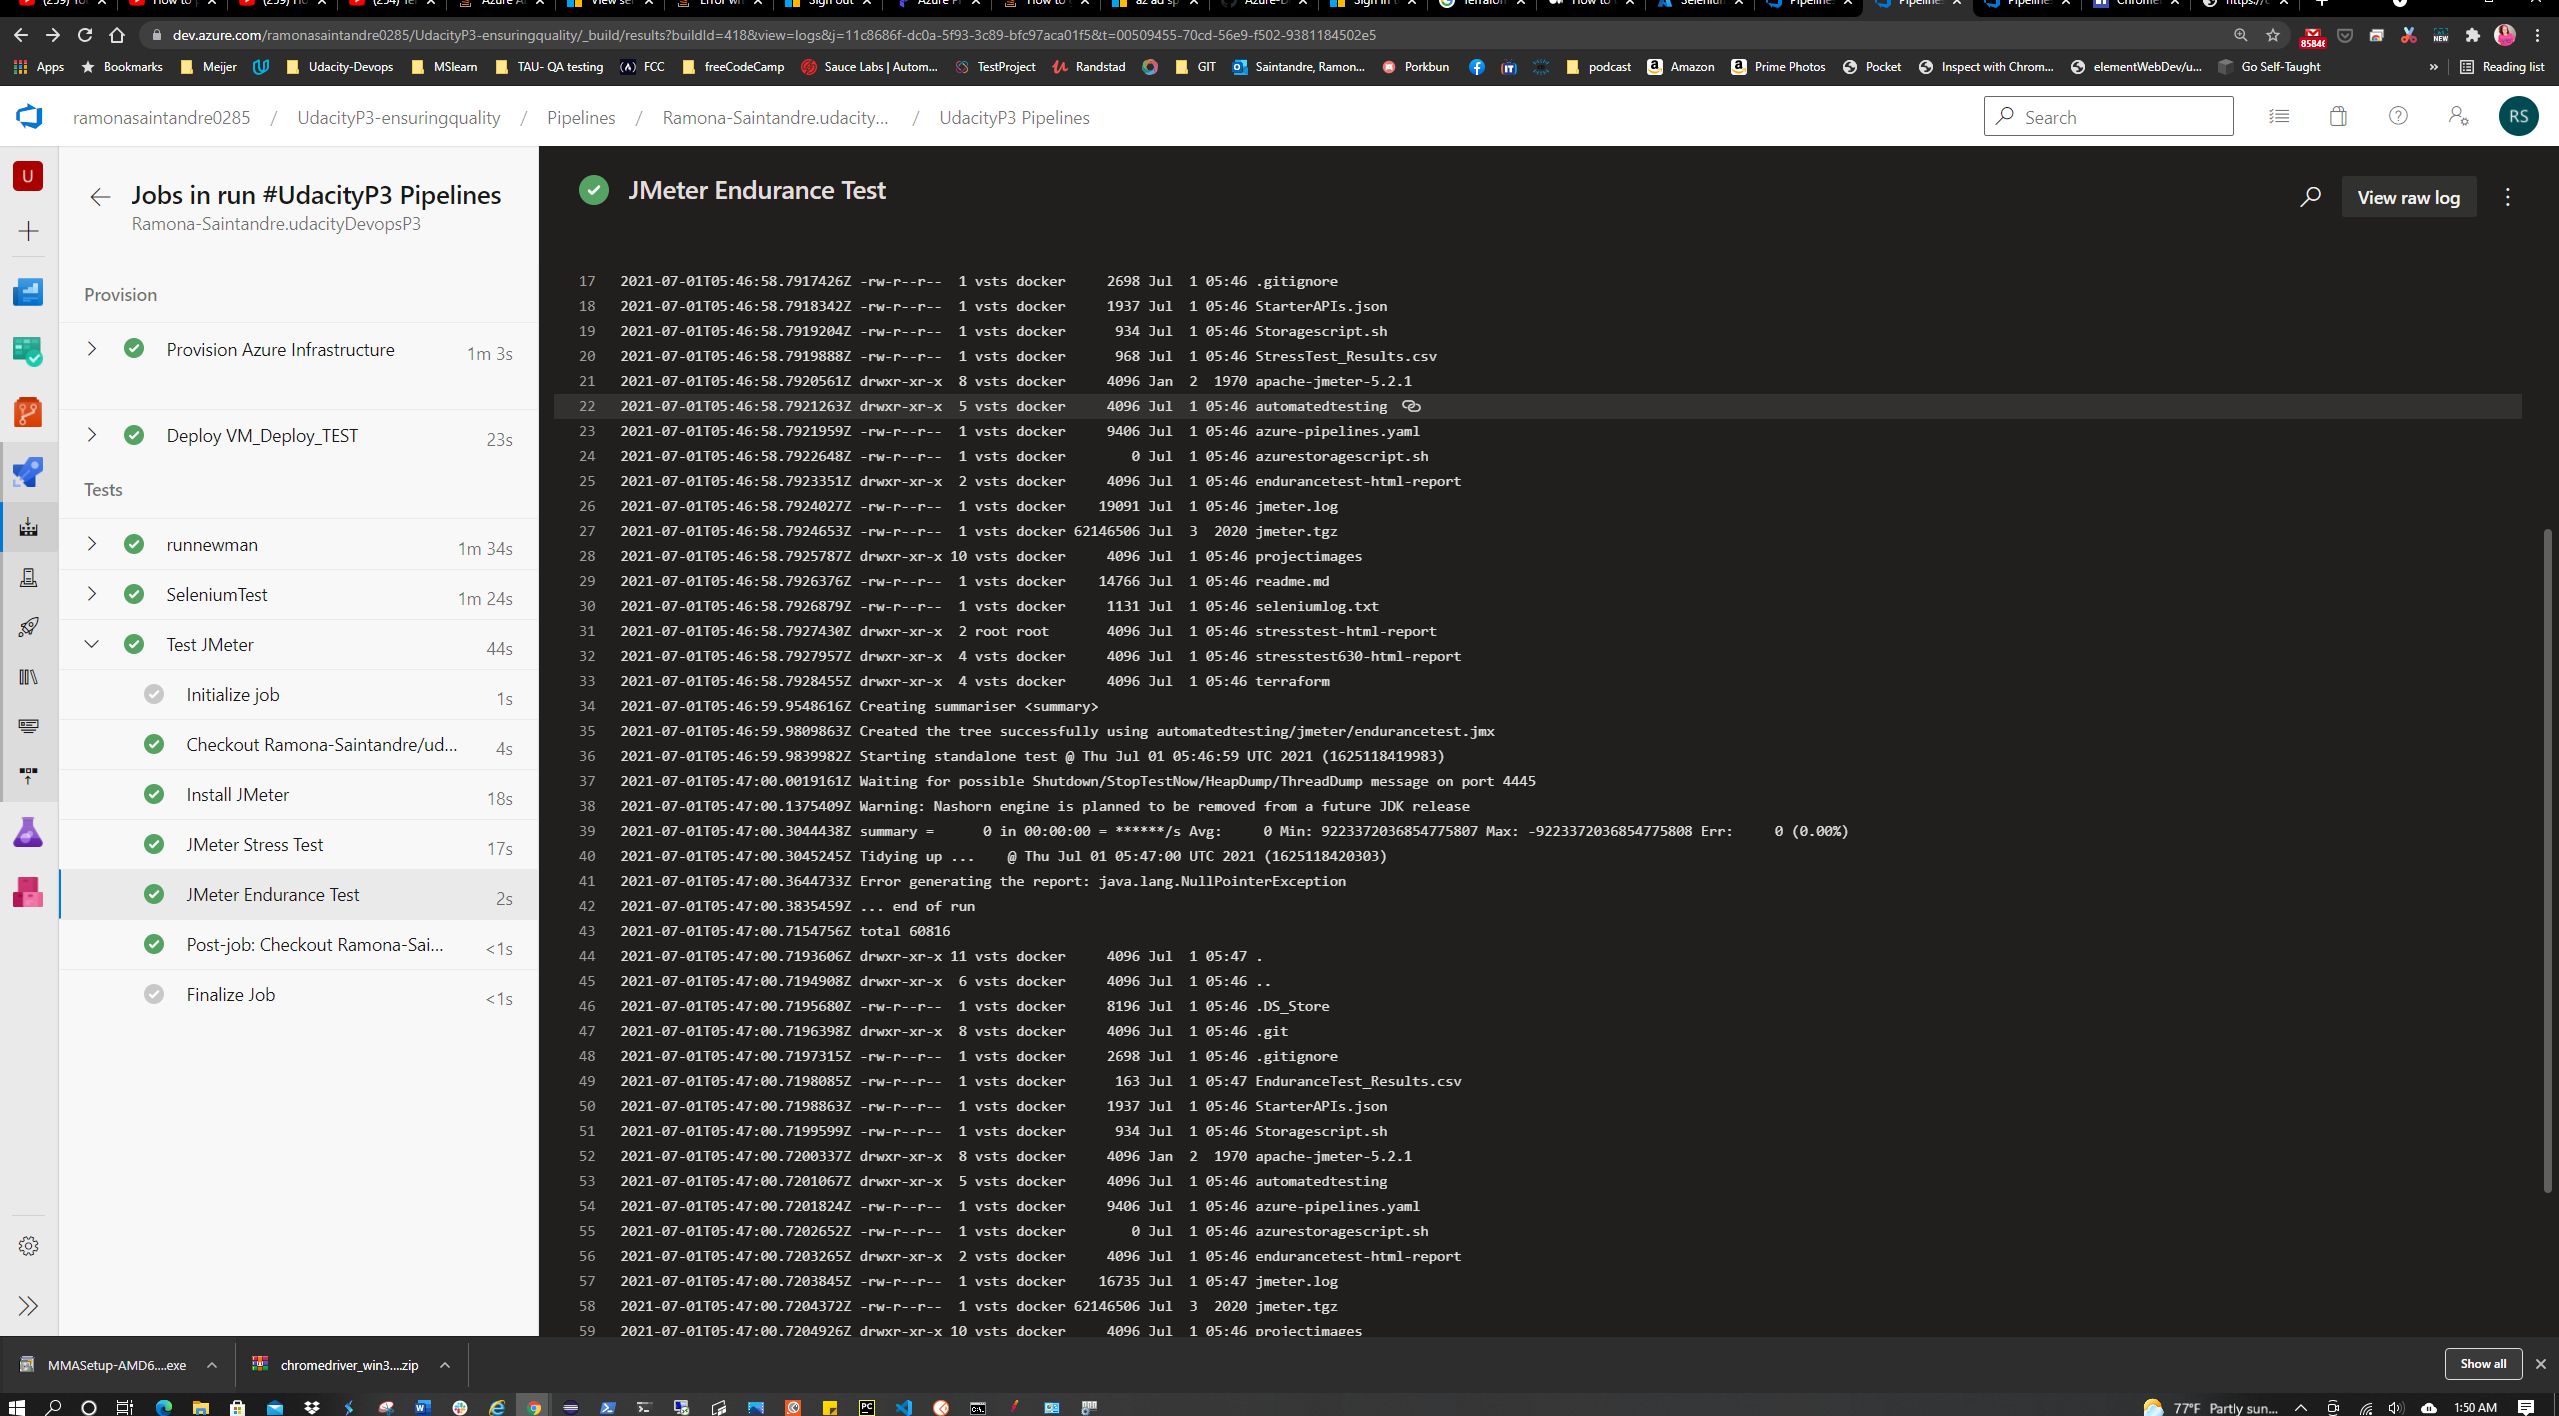 dev.azure.com/ramonasaintandre0285/UdacityP3-ensuringquality/_build/results?buildId=418&view=logs&j=11c8686f-dc0a-5f93-3c89-bfc97aca01f5&t=00509455-70cd-56e9-f502-9381184502e5
Apps Bookmarks Meijer Udacity-Devops MSlearn TAU- QA testing FCC freeCodeCamp Sauce Labs | Autom... TestProject Randstad GIT Saintandre, Ramon... Porkbun podcast Amazon Prime Photos Pocket Inspect with Chrom... elementWebDev/u... Go Self-Taught » Reading list
ramonasaintandre0285 / UdacityP3-ensuringquality / Pipelines / Ramona-Saintandre.udacity... / UdacityP3 Pipelines
Search
RS
U
Jobs in run #UdacityP3 Pipelines
Ramona-Saintandre.udacityDevopsP3
Provision
Provision Azure Infrastructure 1m 3s
Deploy VM_Deploy_TEST 23s
Tests
runnewman 1m 34s
SeleniumTest 1m 24s
Test JMeter 44s
Initialize job 1s
Checkout Ramona-Saintandre/ud... 4s
Install JMeter 18s
JMeter Stress Test 17s
JMeter Endurance Test 2s
Post-job: Checkout Ramona-Sai... <1s
Finalize Job <1s
JMeter Endurance Test
View raw log
17 2021-07-01T05:46:58.7917426Z -rw-r--r-- 1 vsts docker 2698 Jul 1 05:46 .gitignore
18 2021-07-01T05:46:58.7918342Z -rw-r--r-- 1 vsts docker 1937 Jul 1 05:46 StarterAPIs.json
19 2021-07-01T05:46:58.7919204Z -rw-r--r-- 1 vsts docker 934 Jul 1 05:46 Storagescript.sh
20 2021-07-01T05:46:58.7919888Z -rw-r--r-- 1 vsts docker 968 Jul 1 05:46 StressTest_Results.csv
21 2021-07-01T05:46:58.7920561Z drwxr-xr-x 8 vsts docker 4096 Jan 2 1970 apache-jmeter-5.2.1
22 2021-07-01T05:46:58.7921263Z drwxr-xr-x 5 vsts docker 4096 Jul 1 05:46 automatedtesting
23 2021-07-01T05:46:58.7921959Z -rw-r--r-- 1 vsts docker 9406 Jul 1 05:46 azure-pipelines.yaml
24 2021-07-01T05:46:58.7922648Z -rw-r--r-- 1 vsts docker 0 Jul 1 05:46 azurestoragescript.sh
25 2021-07-01T05:46:58.7923351Z drwxr-xr-x 2 vsts docker 4096 Jul 1 05:46 endurancetest-html-report
26 2021-07-01T05:46:58.7924027Z -rw-r--r-- 1 vsts docker 19091 Jul 1 05:46 jmeter.log
27 2021-07-01T05:46:58.7924653Z -rw-r--r-- 1 vsts docker 62146506 Jul 3 2020 jmeter.tgz
28 2021-07-01T05:46:58.7925787Z drwxr-xr-x 10 vsts docker 4096 Jul 1 05:46 projectimages
29 2021-07-01T05:46:58.7926376Z -rw-r--r-- 1 vsts docker 14766 Jul 1 05:46 readme.md
30 2021-07-01T05:46:58.7926879Z -rw-r--r-- 1 vsts docker 1131 Jul 1 05:46 seleniumlog.txt
31 2021-07-01T05:46:58.7927430Z drwxr-xr-x 2 root root 4096 Jul 1 05:46 stresstest-html-report
32 2021-07-01T05:46:58.7927957Z drwxr-xr-x 4 vsts docker 4096 Jul 1 05:46 stresstest630-html-report
33 2021-07-01T05:46:58.7928455Z drwxr-xr-x 4 vsts docker 4096 Jul 1 05:46 terraform
34 2021-07-01T05:46:59.9548616Z Creating summariser <summary>
35 2021-07-01T05:46:59.9809863Z Created the tree successfully using automatedtesting/jmeter/endurancetest.jmx
36 2021-07-01T05:46:59.9839982Z Starting standalone test @ Thu Jul 01 05:46:59 UTC 2021 (1625118419983)
37 2021-07-01T05:47:00.0019161Z Waiting for possible Shutdown/StopTestNow/HeapDump/ThreadDump message on port 4445
38 2021-07-01T05:47:00.1375409Z Warning: Nashorn engine is planned to be removed from a future JDK release
39 2021-07-01T05:47:00.3044438Z summary = 0 in 00:00:00 = ******/s Avg: 0 Min: 9223372036854775807 Max: -9223372036854775808 Err: 0 (0.00%)
40 2021-07-01T05:47:00.3045245Z Tidying up ... @ Thu Jul 01 05:47:00 UTC 2021 (1625118420303)
41 2021-07-01T05:47:00.3644733Z Error generating the report: java.lang.NullPointerException
42 2021-07-01T05:47:00.3835459Z ... end of run
43 2021-07-01T05:47:00.7154756Z total 60816
44 2021-07-01T05:47:00.7193606Z drwxr-xr-x 11 vsts docker 4096 Jul 1 05:47 .
45 2021-07-01T05:47:00.7194908Z drwxr-xr-x 6 vsts docker 4096 Jul 1 05:46 ..
46 2021-07-01T05:47:00.7195680Z -rw-r--r-- 1 vsts docker 8196 Jul 1 05:46 .DS_Store
47 2021-07-01T05:47:00.7196398Z drwxr-xr-x 8 vsts docker 4096 Jul 1 05:46 .git
48 2021-07-01T05:47:00.7197315Z -rw-r--r-- 1 vsts docker 2698 Jul 1 05:46 .gitignore
49 2021-07-01T05:47:00.7198085Z -rw-r--r-- 1 vsts docker 163 Jul 1 05:47 EnduranceTest_Results.csv
50 2021-07-01T05:47:00.7198863Z -rw-r--r-- 1 vsts docker 1937 Jul 1 05:46 StarterAPIs.json
51 2021-07-01T05:47:00.7199599Z -rw-r--r-- 1 vsts docker 934 Jul 1 05:46 Storagescript.sh
52 2021-07-01T05:47:00.7200337Z drwxr-xr-x 8 vsts docker 4096 Jan 2 1970 apache-jmeter-5.2.1
53 2021-07-01T05:47:00.7201067Z drwxr-xr-x 5 vsts docker 4096 Jul 1 05:46 automatedtesting
54 2021-07-01T05:47:00.7201824Z -rw-r--r-- 1 vsts docker 9406 Jul 1 05:46 azure-pipelines.yaml
55 2021-07-01T05:47:00.7202652Z -rw-r--r-- 1 vsts docker 0 Jul 1 05:46 azurestoragescript.sh
56 2021-07-01T05:47:00.7203265Z drwxr-xr-x 2 vsts docker 4096 Jul 1 05:46 endurancetest-html-report
57 2021-07-01T05:47:00.7203845Z -rw-r--r-- 1 vsts docker 16735 Jul 1 05:47 jmeter.log
58 2021-07-01T05:47:00.7204372Z -rw-r--r-- 1 vsts docker 62146506 Jul 3 2020 jmeter.tgz
59 2021-07-01T05:47:00.7204926Z drwxr-xr-x 10 vsts docker 4096 Jul 1 05:46 projectimages
MMASetup-AMD6....exe chromedriver_win3....zip Show all
77°F Partly sun... 1:50 AM